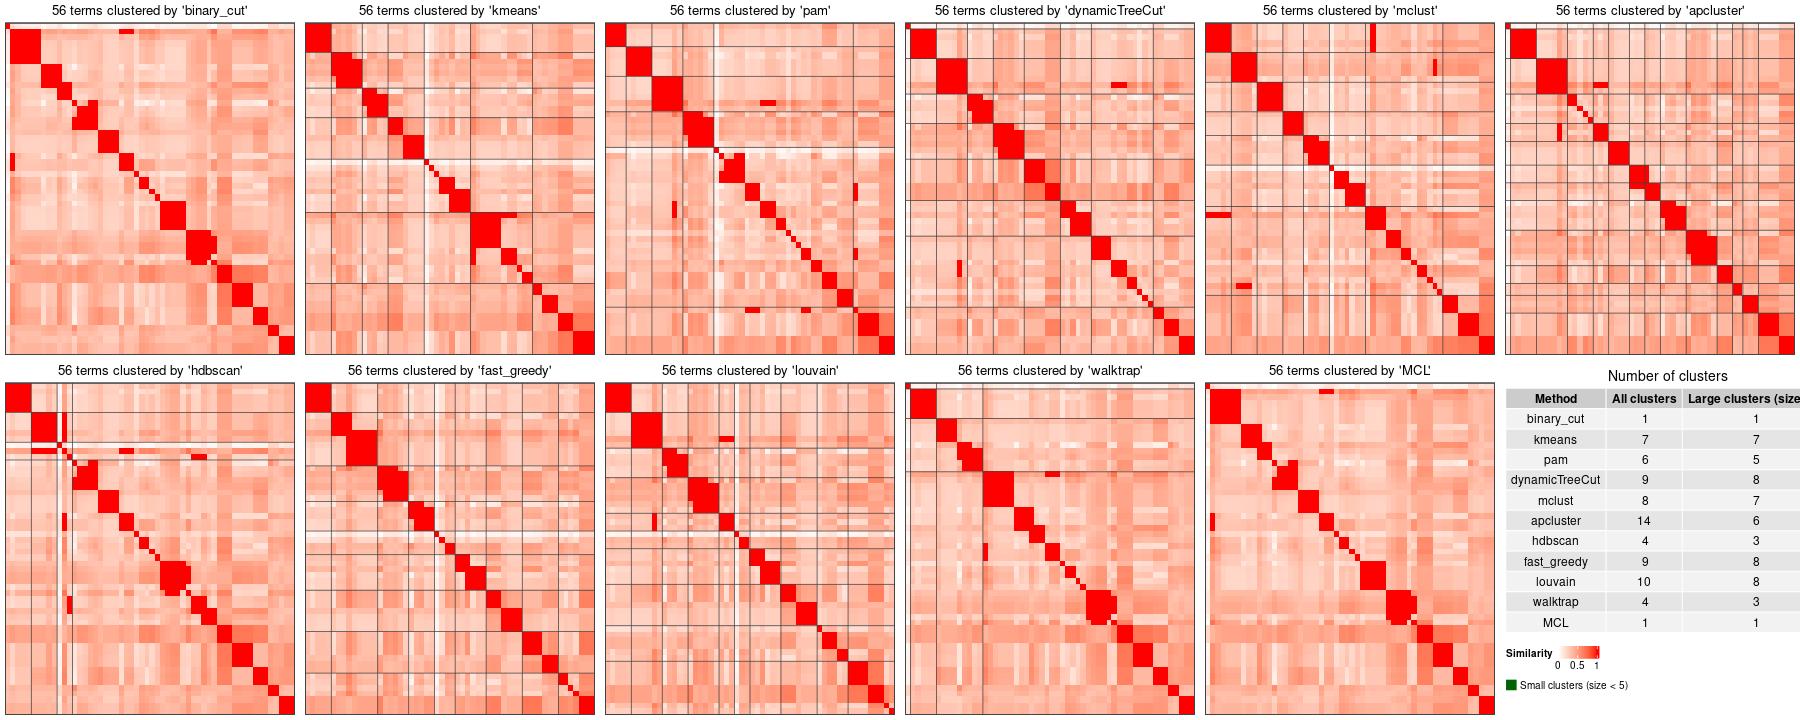 56 terms clustered by 'binary_cut'
56 terms clustered by 'kmeans'
56 terms clustered by 'pam'
56 terms clustered by 'dynamicTreeCut'
56 terms clustered by 'mclust'
56 terms clustered by 'apcluster'
56 terms clustered by 'hdbscan'
56 terms clustered by 'fast_greedy'
56 terms clustered by 'louvain'
56 terms clustered by 'walktrap'
56 terms clustered by 'MCL'
Number of clusters
Method All clusters Large clusters (size
binary_cut 1 1
kmeans 7 7
pam 6 5
dynamicTreeCut 9 8
mclust 8 7
apcluster 14 6
hdbscan 4 3
fast_greedy 9 8
louvain 10 8
walktrap 4 3
MCL 1 1
Similarity
0 0.5 1
Small clusters (size < 5)